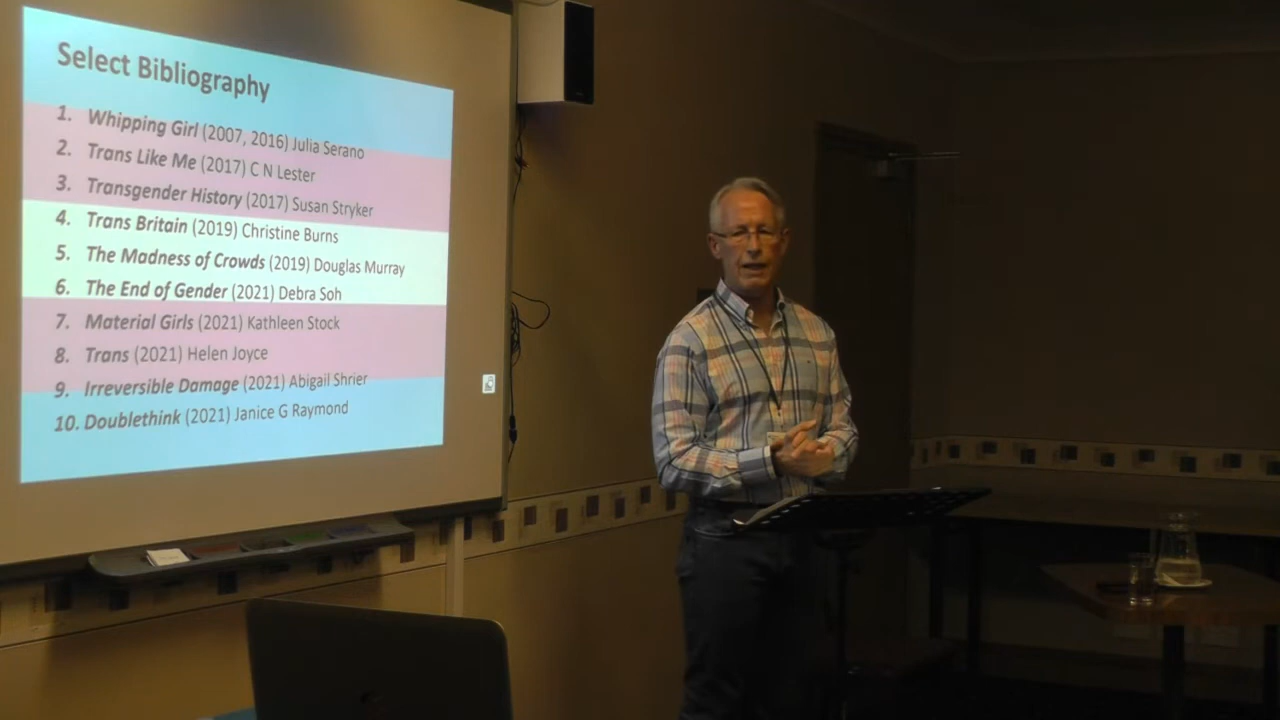 Select Bibliography
1. Whipping Girl (2007, 2016) Julia Serano
2. Trans Like Me (2017) C N Lester
3. Transgender History (2017) Susan Stryker
4. Trans Britain (2019) Christine Burns
5. The Madness of Crowds (2019) Douglas Murray
6. The End of Gender (2021) Debra Soh
7. Material Girls (2021) Kathleen Stock
8. Trans (2021) Helen Joyce
9. Irreversible Damage (2021) Abigail Shrier
10. Doublethink (2021) Janice G Raymond